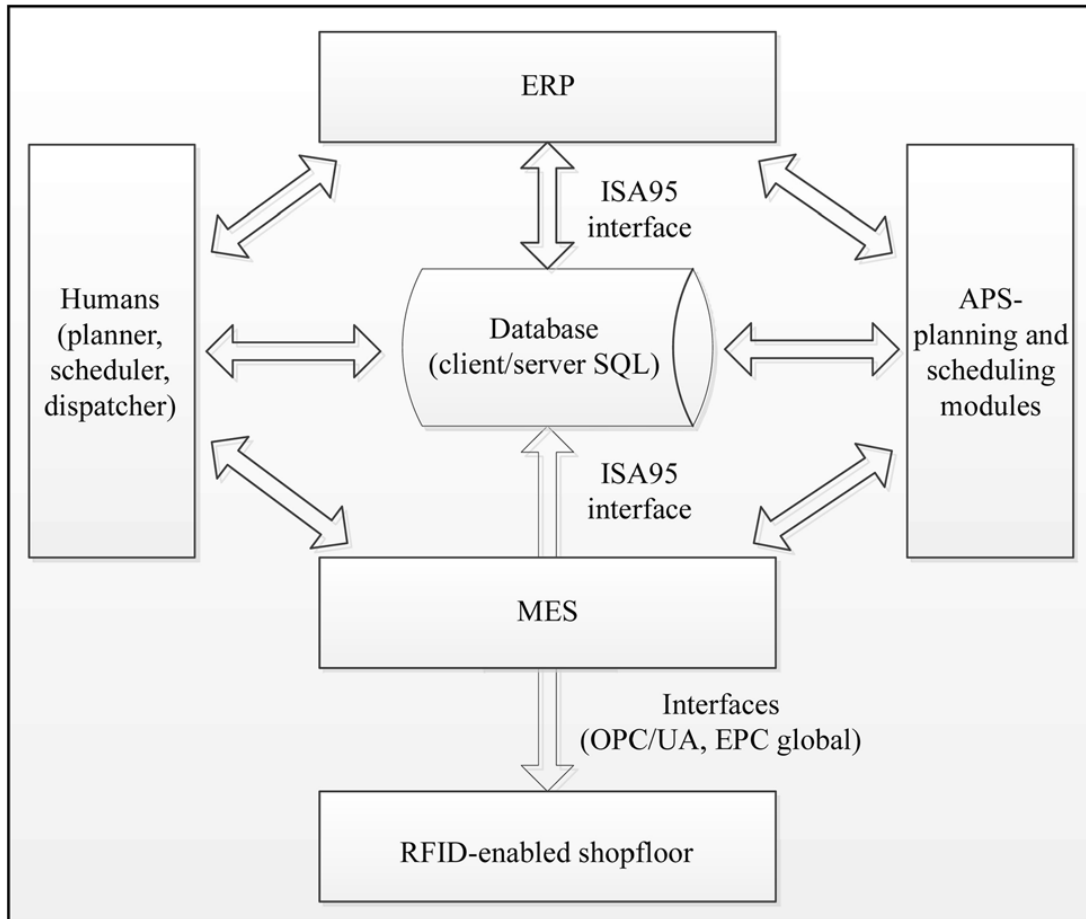 ERP
ISA95
interface
Humans
(planner,
scheduler,
dispatcher)
Database
(client/server SQL)
APS-
planning and
scheduling
modules
ISA95
interface
MES
Interfaces
(OPC/UA, EPC global)
RFID-enabled shopfloor